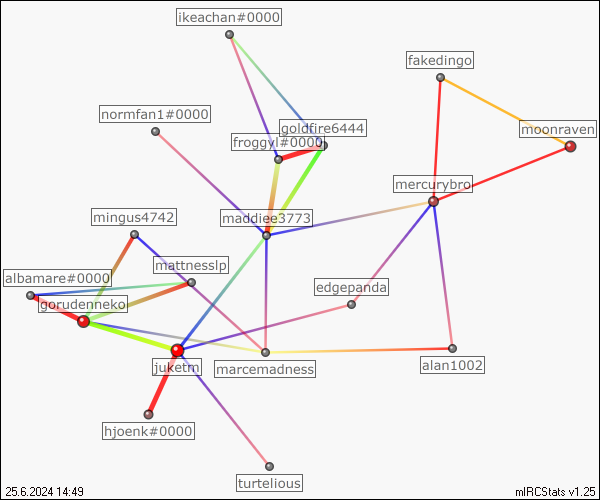 ikeachan#0000
fakedingo
normfan1#0000
goldfire6444
moonraven
froggyl#0000
mercurybro
mingus4742
maddiee3773
mattnesslp
albamare#0000
edgepanda
gorudenneko
juketm
marcemadness
alan1002
hjoenk#0000
turtelious
25.6.2024 14:49
mIRCStats v1.25